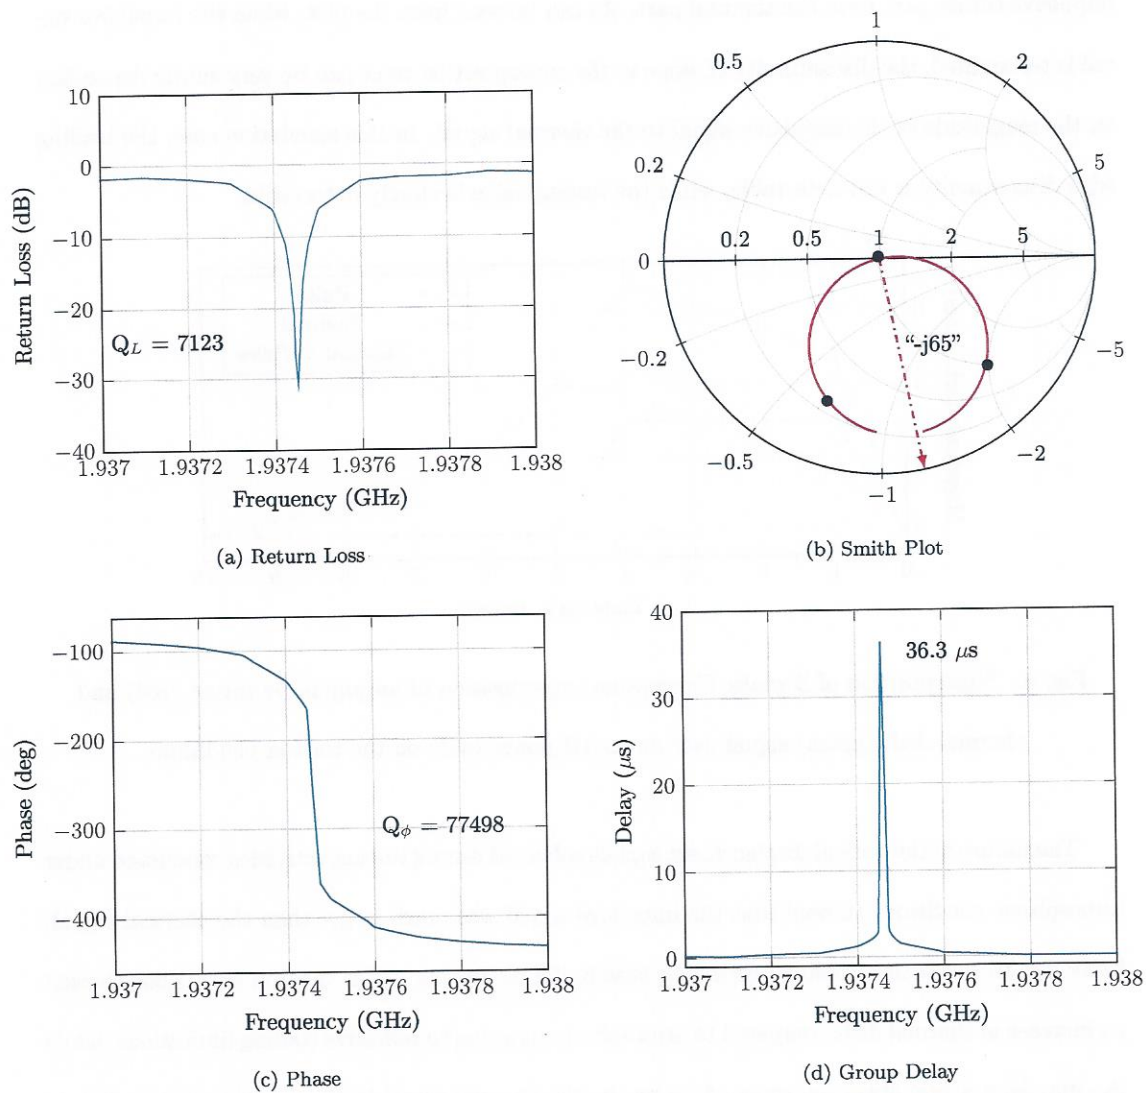 10
0
−10
−20
−30
−40
1.937 1.9372 1.9374 1.9376 1.9378 1.938
Return Loss (dB)
Q_L = 7123
Frequency (GHz)
(a) Return Loss
1
0.5 2
0.2 5
0 0.2 0.5 1 2 5
−0.2 −5
−0.5 −2
−1
“-j65”
(b) Smith Plot
−100
−200
−300
−400
1.937 1.9372 1.9374 1.9376 1.9378 1.938
Phase (deg)
Q_ϕ = 77498
Frequency (GHz)
(c) Phase
40
30
20
10
0
1.937 1.9372 1.9374 1.9376 1.9378 1.938
Delay (μs)
36.3 μs
Frequency (GHz)
(d) Group Delay